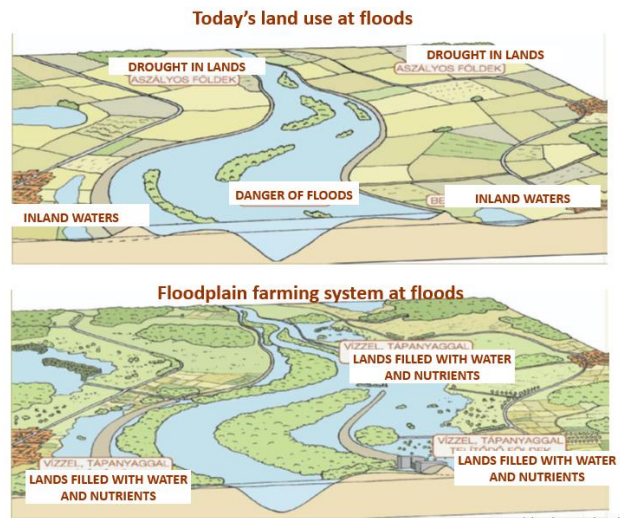 Today's land use at floods
DROUGHT IN LANDS
ASZÁLYOS FÖLDEK
DROUGHT IN LANDS
ASZÁLYOS FÖLDEK
DANGER OF FLOODS
INLAND WATERS
INLAND WATERS
Floodplain farming system at floods
VÍZZEL, TÁPANYAGGAL
LANDS FILLED WITH WATER
AND NUTRIENTS
VÍZZEL, TÁPANYAGGAL
LANDS FILLED WITH WATER
AND NUTRIENTS
VÍZZEL, TÁPANYAGGAL
LANDS FILLED WITH WATER
AND NUTRIENTS